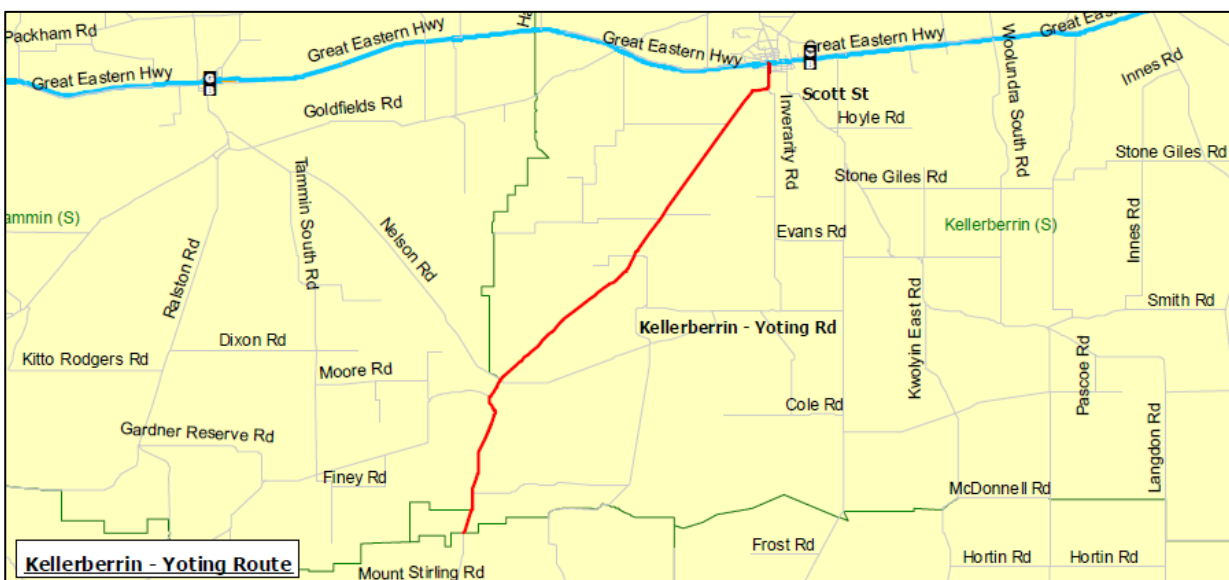 Packham Rd
Great Eastern Hwy
Great Eastern Hwy
Great Eastern Hwy
Great Eastern Hwy
Great East
Ha
Goldfields Rd
Scott St
Hoyle Rd
Inverarity Rd
Woolundra South Rd
Innes Rd
Stone Giles Rd
Stone Giles Rd
ammin (S)
Tammin South Rd
Nelson Rd
Ralston Rd
Evans Rd
Kellerberrin (S)
Innes Rd
Smith Rd
Kellerberrin - Yoting Rd
Kwolyin East Rd
Pascoe Rd
Dixon Rd
Kitto Rodgers Rd
Moore Rd
Cole Rd
Langdon Rd
Gardner Reserve Rd
Finey Rd
McDonnell Rd
Frost Rd
Hortin Rd
Hortin Rd
Kellerberrin - Yoting Route
Mount Stirling Rd